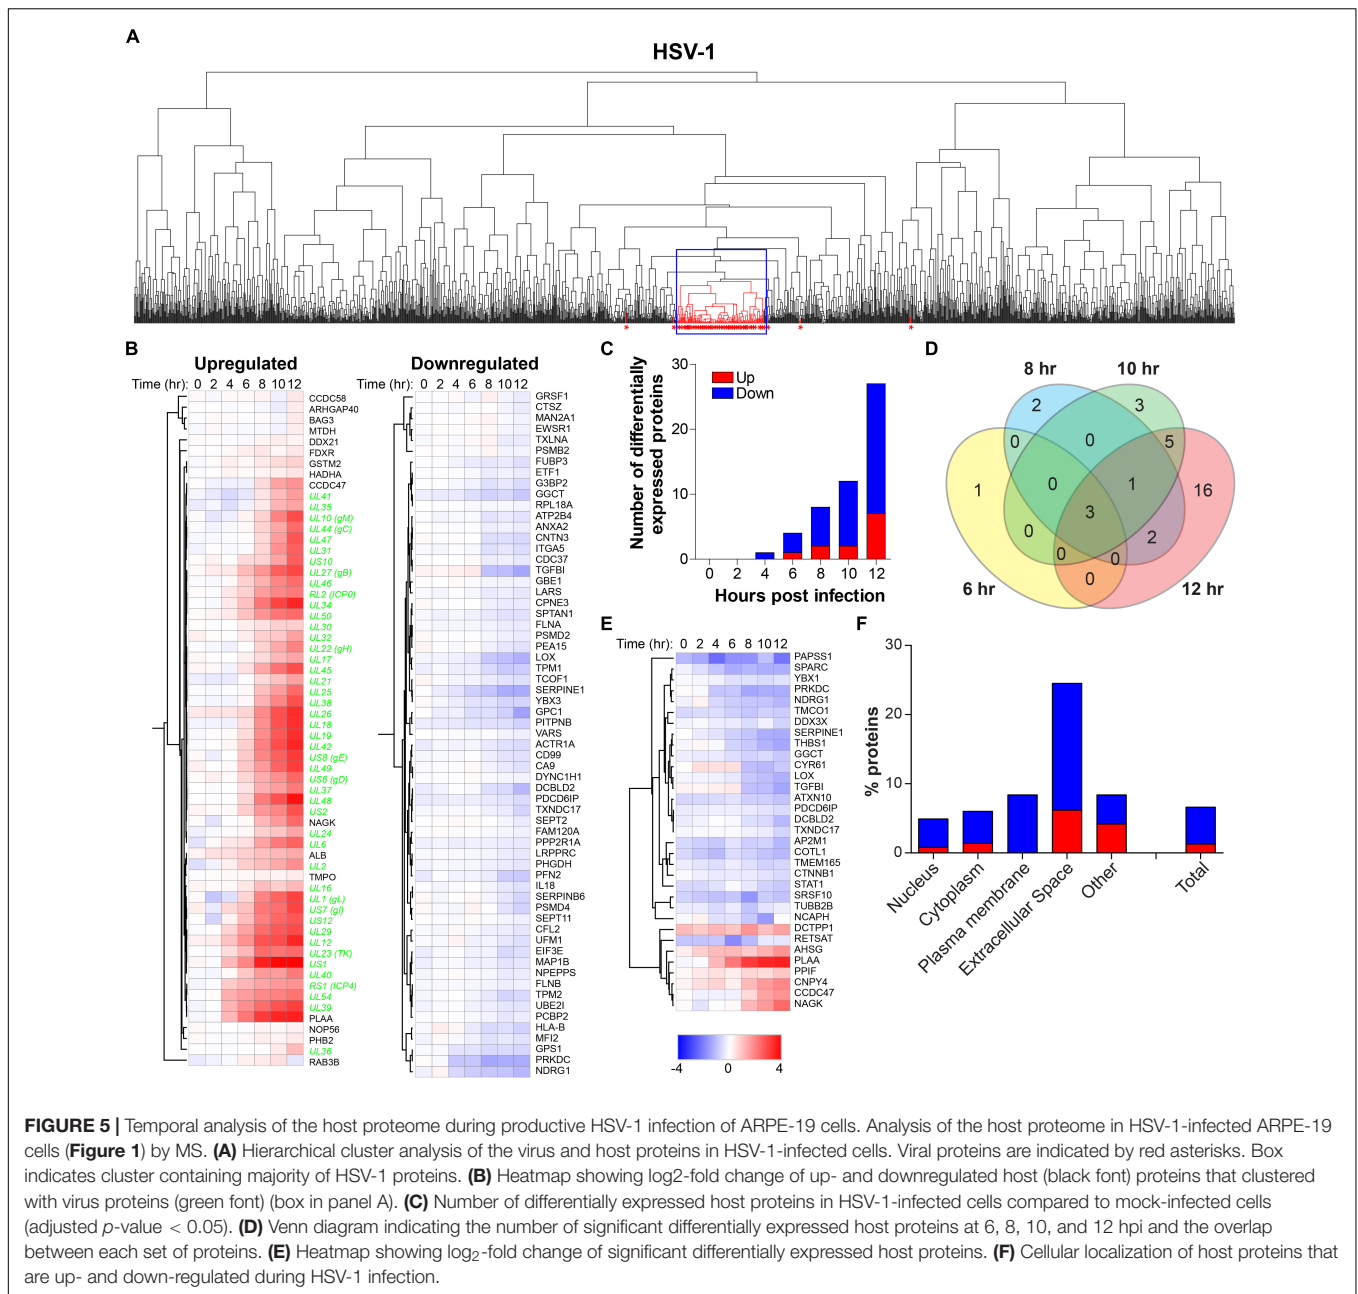 A
HSV-1
B
Upregulated
Time (hr): 0 2 4 6 8 10 12
CCDC58
ARHGAP40
BAG3
MTDH
DDX21
FDXR
GSTM2
HADHA
CCDC47
UL41
UL35
UL10 (gM)
UL44 (gC)
UL47
UL31
US10
UL27 (gB)
UL46
RL2 (ICP0)
UL34
UL50
UL30
UL32
UL22 (gH)
UL17
UL45
UL21
UL25
UL38
UL26
UL18
UL19
UL42
US8 (gE)
UL49
US6 (gD)
UL37
UL48
US2
NAGK
UL24
UL6
ALB
UL2
TMPO
UL16
UL1 (gL)
US7 (gI)
US12
UL29
UL12
UL23 (TK)
US1
UL40
RS1 (ICP4)
UL54
UL39
PLAA
NOP56
PHB2
UL36
RAB3B
Downregulated
Time (hr): 0 2 4 6 8 10 12
GRSF1
CTSZ
MAN2A1
EWSR1
TXLNA
PSMB2
FUBP3
ETF1
G3BP2
GGCT
RPL18A
ATP2B4
ANXA2
CNTN3
ITGA5
CDC37
TGFBI
GBE1
LARS
CPNE3
SPTAN1
FLNA
PSMD2
PEA15
LOX
TPM1
TCOF1
SERPINE1
YBX3
GPC1
PITPNB
VARS
ACTR1A
CD99
CA9
DYNC1H1
DCBLD2
PDCD6IP
TXNDC17
SEPT2
FAM120A
PPP2R1A
LRPPRC
PHGDH
PFN2
IL18
SERPINB6
PSMD4
SEPT11
CFL2
UFM1
EIF3E
MAP1B
NPEPPS
FLNB
TPM2
UBE2I
PCBP2
HLA-B
MFI2
GPS1
PRKDC
NDRG1
C
Number of differentially
expressed proteins
30
20
10
0
Up
Down
0 2 4 6 8 10 12
Hours post infection
D
8 hr 10 hr
2 3
0 0 5
1 0 1 16
3
0 2
0 0
0
6 hr 12 hr
E
Time (hr): 0 2 4 6 8 10 12
PAPSS1
SPARC
YBX1
PRKDC
NDRG1
TMCO1
DDX3X
SERPINE1
THBS1
GGCT
CYR61
LOX
TGFBI
ATXN10
PDCD6IP
DCBLD2
TXNDC17
AP2M1
COTL1
TMEM165
CTNNB1
STAT1
SRSF10
TUBB2B
NCAPH
DCTPP1
RETSAT
AHSG
PLAA
PPIF
CNPY4
CCDC47
NAGK
-4 0 4
F
% proteins
30
20
10
0
Nucleus
Cytoplasm
Plasma membrane
Extracellular Space
Other
Total
FIGURE 5 | Temporal analysis of the host proteome during productive HSV-1 infection of ARPE-19 cells. Analysis of the host proteome in HSV-1-infected ARPE-19
cells (Figure 1) by MS. (A) Hierarchical cluster analysis of the virus and host proteins in HSV-1-infected cells. Viral proteins are indicated by red asterisks. Box
indicates cluster containing majority of HSV-1 proteins. (B) Heatmap showing log2-fold change of up- and downregulated host (black font) proteins that clustered
with virus proteins (green font) (box in panel A). (C) Number of differentially expressed host proteins in HSV-1-infected cells compared to mock-infected cells
(adjusted p-value < 0.05). (D) Venn diagram indicating the number of significant differentially expressed host proteins at 6, 8, 10, and 12 hpi and the overlap
between each set of proteins. (E) Heatmap showing log2-fold change of significant differentially expressed host proteins. (F) Cellular localization of host proteins that
are up- and down-regulated during HSV-1 infection.